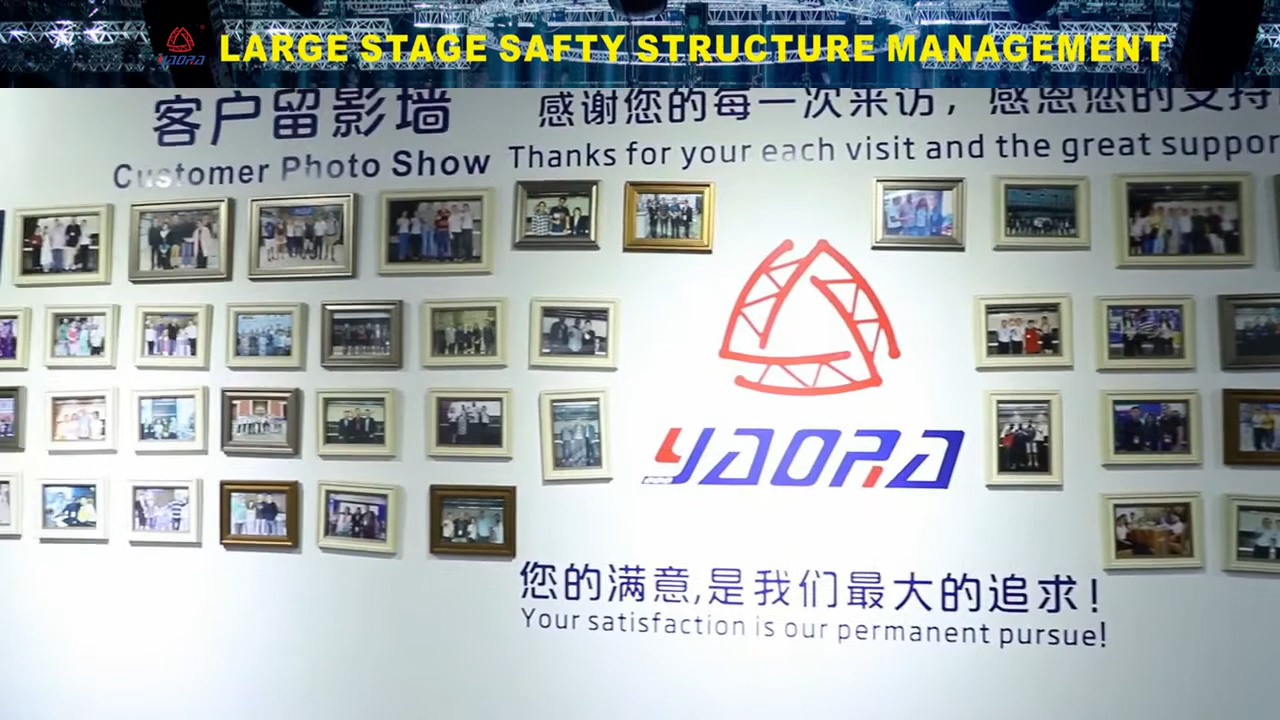 YAORA
LARGE STAGE SAFTY STRUCTURE MANAGEMENT
客户留影墙
Customer Photo Show
感谢您的每一次来访，感恩您的支持
Thanks for your each visit and the great suppor
YAORA
您的满意,是我们最大的追求!
Your satisfaction is our permanent pursue!